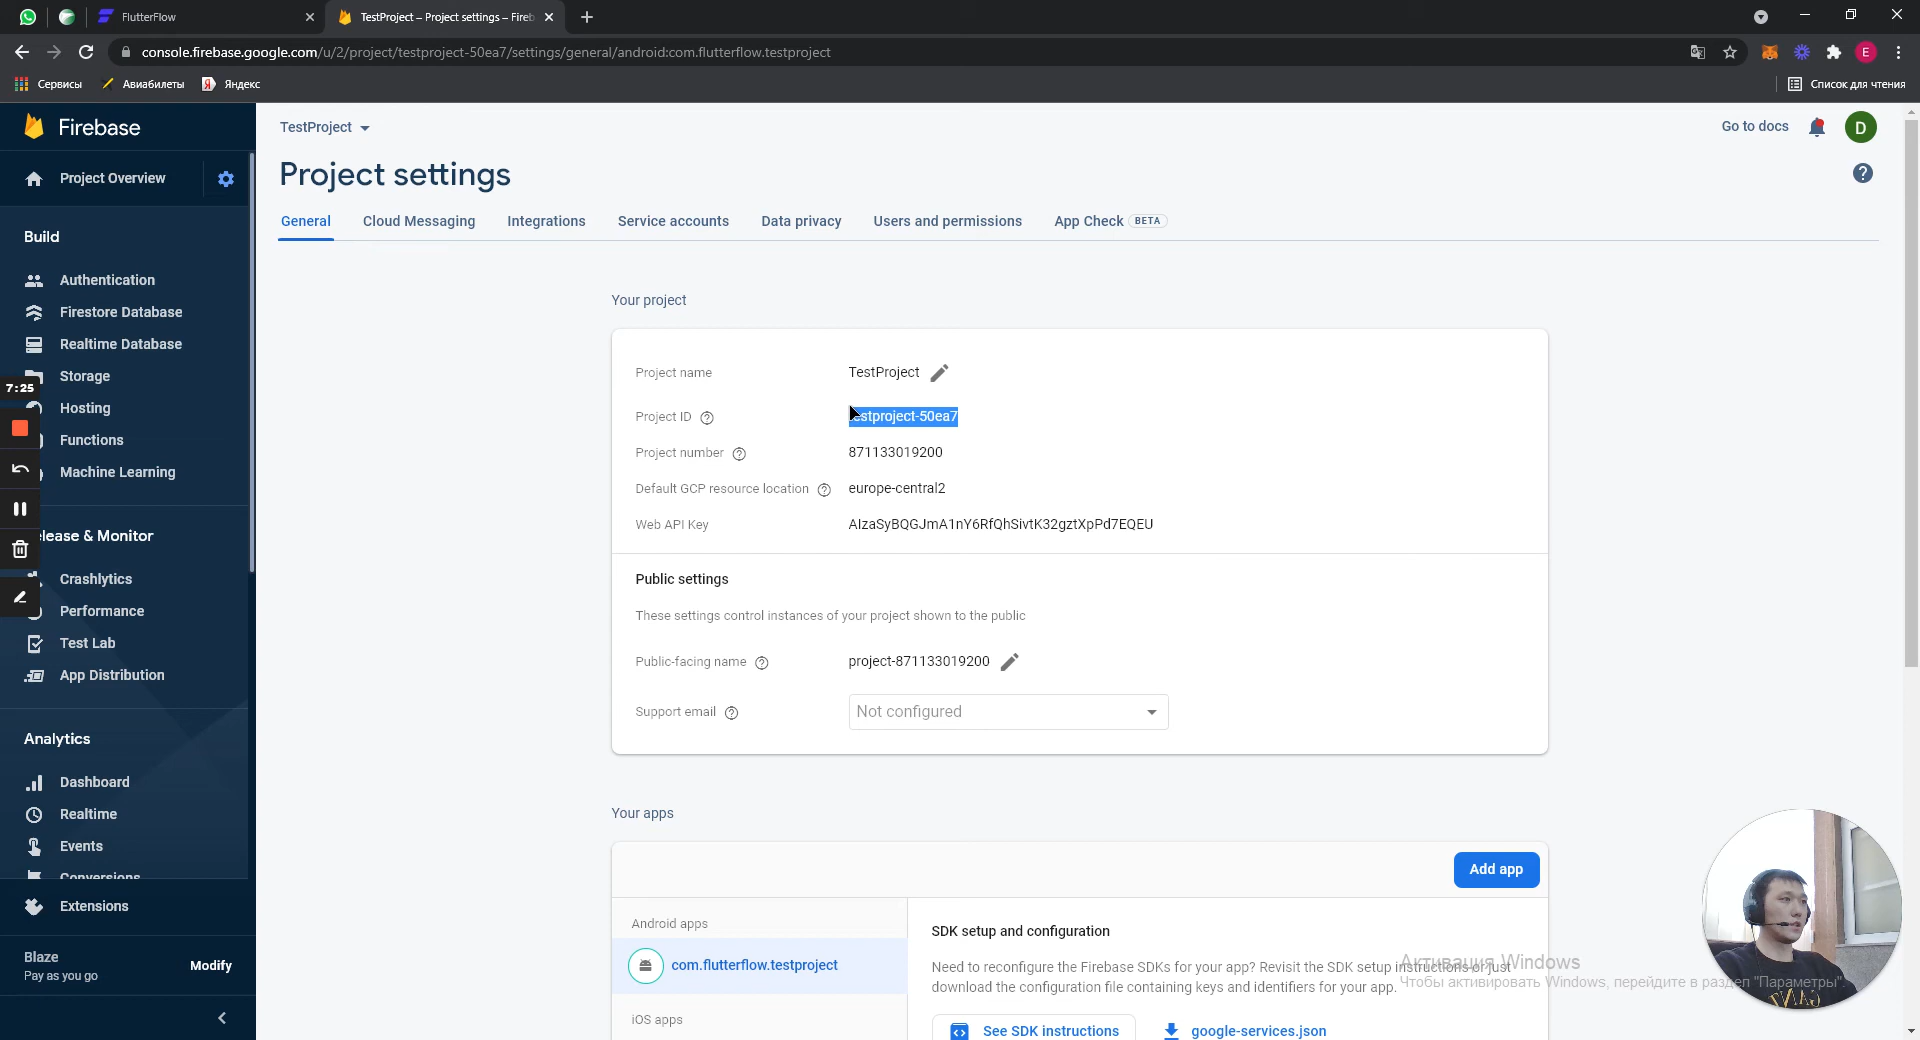 FlutterFlow
TestProject – Project settings – Fireb
console.firebase.google.com/u/2/project/testproject-50ea7/settings/general/android:com.flutterflow.testproject
E
Сервисы
Авиабилеты
Я Яндекс
Список для чтения
Firebase
TestProject
Go to docs
D
Project Overview
Project settings
?
General
Cloud Messaging
Integrations
Service accounts
Data privacy
Users and permissions
App Check BETA
Build
Authentication
Firestore Database
Realtime Database
Storage
Hosting
Functions
Machine Learning
7:25
lease & Monitor
Crashlytics
Performance
Test Lab
App Distribution
Analytics
Dashboard
Realtime
Events
Conversions
Extensions
Blaze
Pay as you go
Modify
Your project
Project name
TestProject
Project ID ?
testproject-50ea7
Project number ?
871133019200
Default GCP resource location ?
europe-central2
Web API Key
AIzaSyBQGJmA1nY6RfQhSivtK32gztXpPd7EQEU
Public settings
These settings control instances of your project shown to the public
Public-facing name ?
project-871133019200
Support email ?
Not configured
Your apps
Add app
Android apps
com.flutterflow.testproject
iOS apps
SDK setup and configuration
Need to reconfigure the Firebase SDKs for your app? Revisit the SDK setup instructions or just
download the configuration file containing keys and identifiers for your app.
See SDK instructions
google-services.json
Активация Windows
Чтобы активировать Windows, перейдите в раздел "Параметры".